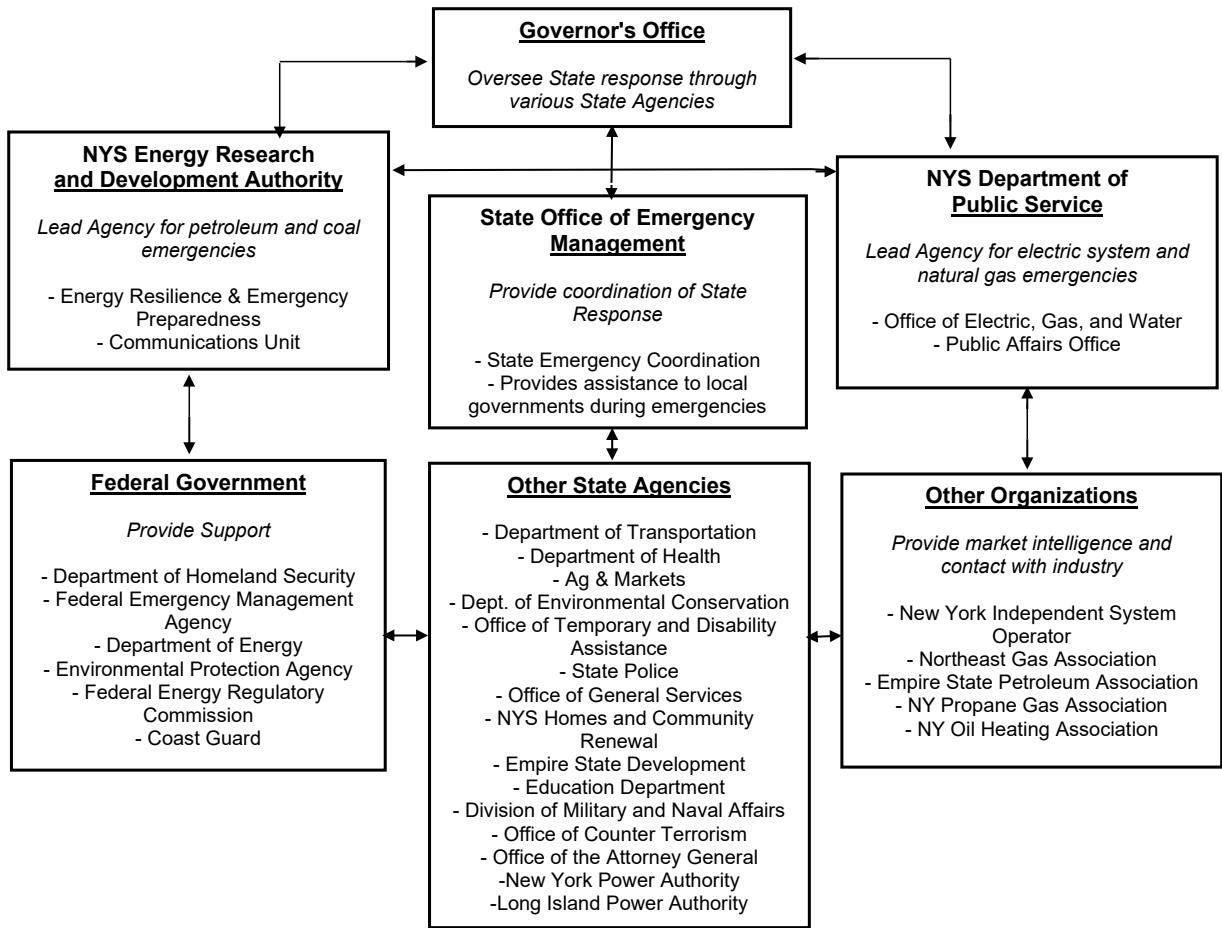 Governor's Office
Oversee State response through
various State Agencies
NYS Energy Research
and Development Authority
Lead Agency for petroleum and coal
emergencies
- Energy Resilience & Emergency
Preparedness
- Communications Unit
State Office of Emergency
Management
Provide coordination of State
Response
- State Emergency Coordination
- Provides assistance to local
governments during emergencies
NYS Department of
Public Service
Lead Agency for electric system and
natural gas emergencies
- Office of Electric, Gas, and Water
- Public Affairs Office
Federal Government
Provide Support
- Department of Homeland Security
- Federal Emergency Management
Agency
- Department of Energy
- Environmental Protection Agency
- Federal Energy Regulatory
Commission
- Coast Guard
Other State Agencies
- Department of Transportation
- Department of Health
- Ag & Markets
- Dept. of Environmental Conservation
- Office of Temporary and Disability
Assistance
- State Police
- Office of General Services
- NYS Homes and Community
Renewal
- Empire State Development
- Education Department
- Division of Military and Naval Affairs
- Office of Counter Terrorism
- Office of the Attorney General
-New York Power Authority
-Long Island Power Authority
Other Organizations
Provide market intelligence and
contact with industry
- New York Independent System
Operator
- Northeast Gas Association
- Empire State Petroleum Association
- NY Propane Gas Association
- NY Oil Heating Association